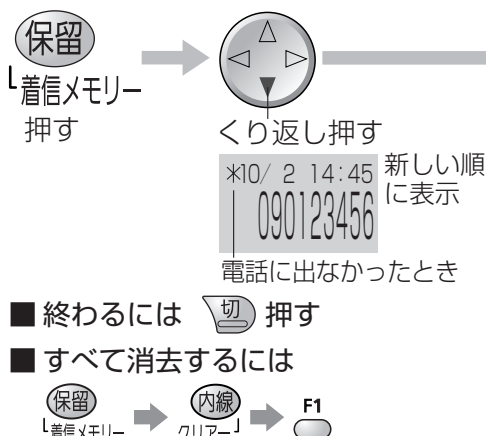 保留
着信メモリー
押す
くり返し押す
*10/ 2 14:45
090123456
新しい順
に表示
電話に出なかったとき
■ 終わるには 切 押す
■ すべて消去するには
保留 内線 F1
着信メモリー クリアー